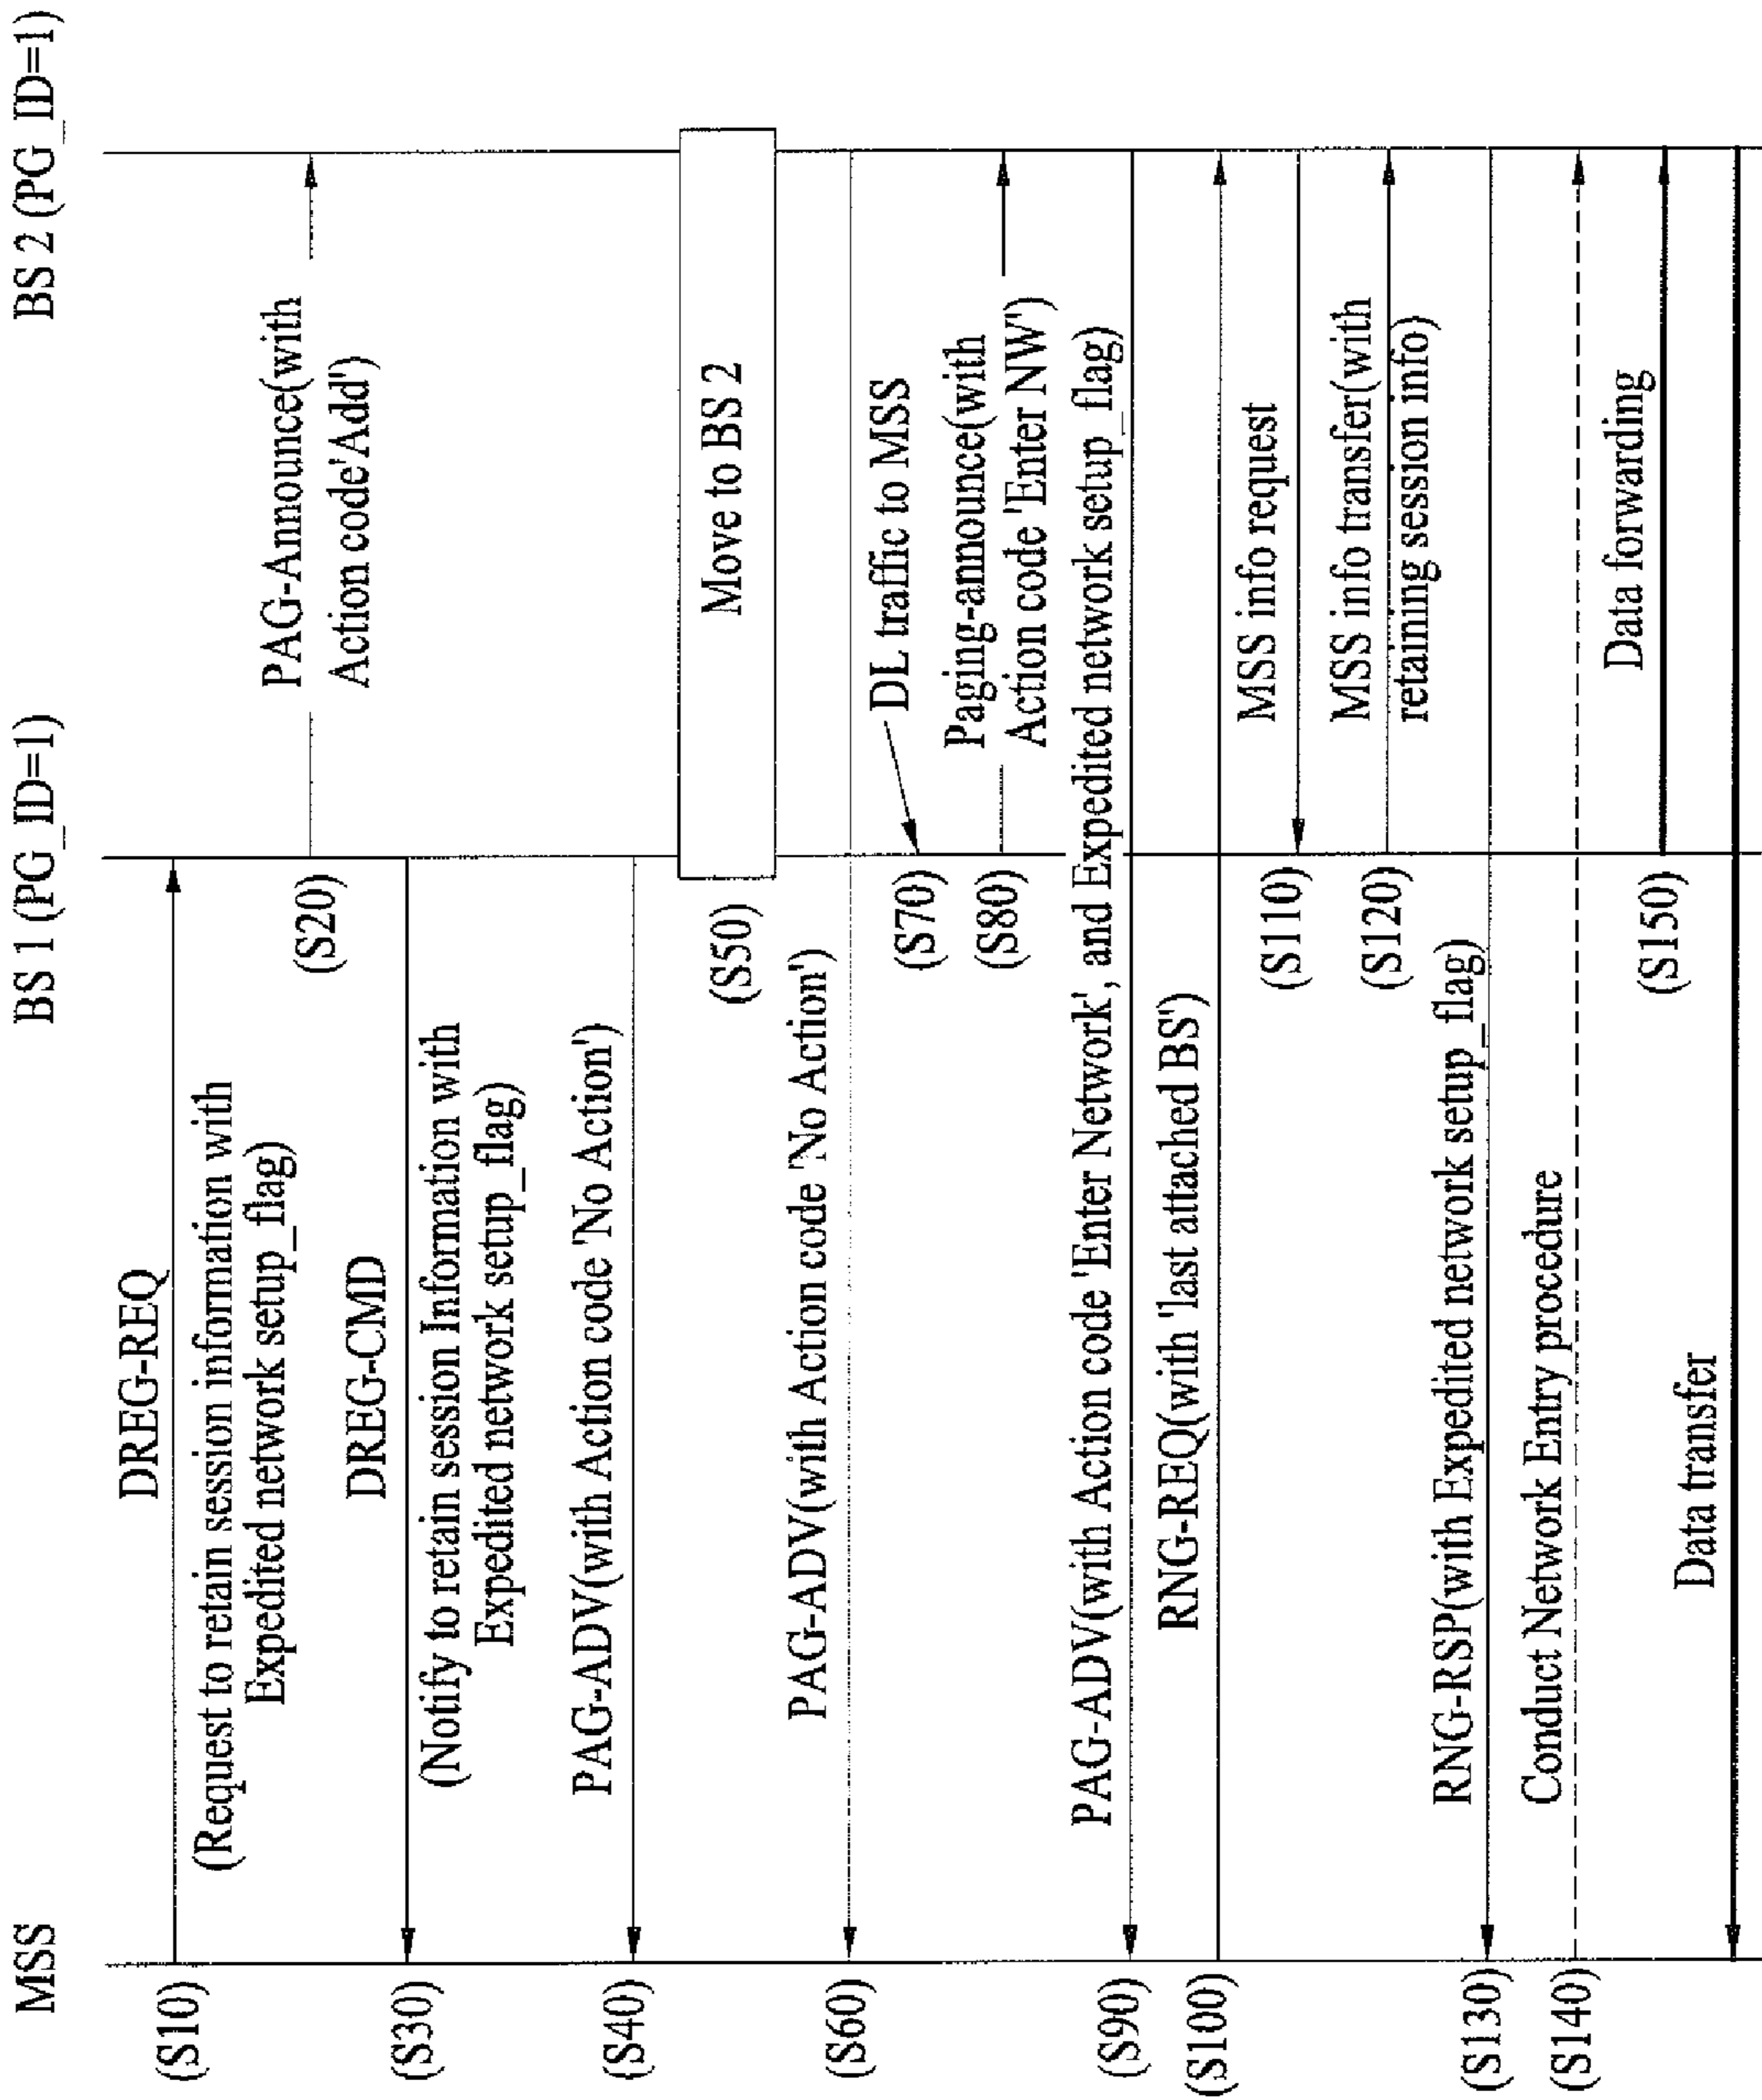 MSS
BS 1 (PG_ID=1)
BS 2 (PG_ID=1)
(S10)
DREG-REQ
(Request to retain session information with
Expedited network setup_flag)
(S20)
PAG-Announce(with
Action code'Add')
(S30)
DREG-CMD
(Notify to retain session Information with
Expedited network setup_flag)
(S40)
PAG-ADV(with Action code 'No Action')
(S50)
Move to BS 2
(S60)
PAG-ADV(with Action code 'No Action')
(S70)
DL traffic to MSS
(S80)
Paging-announce(with
Action code 'Enter NW')
(S90)
PAG-ADV(with Action code 'Enter Network', and Expedited network setup_flag)
(S100)
RNG-REQ(with 'last attached BS')
(S110)
MSS info request
(S120)
MSS info transfer(with
retaining session info)
(S130)
RNG-RSP(with Expedited network setup_flag)
(S140)
Conduct Network Entry procedure
(S150)
Data forwarding
Data transfer